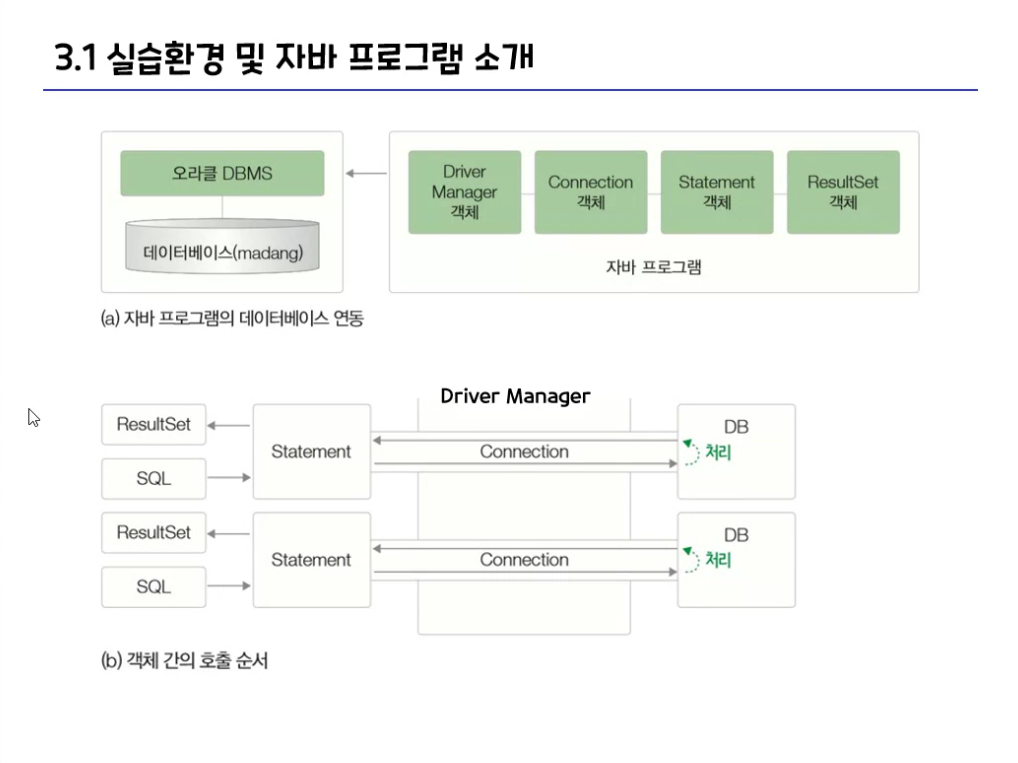 3.1 실습환경 및 자바 프로그램 소개
오라클 DBMS
데이터베이스(madang)
Driver
Manager
객체
Connection
객체
Statement
객체
ResultSet
객체
자바 프로그램
(a) 자바 프로그램의 데이터베이스 연동
Driver Manager
ResultSet
SQL
Statement
Connection
DB
처리
ResultSet
SQL
Statement
Connection
DB
처리
(b) 객체 간의 호출 순서